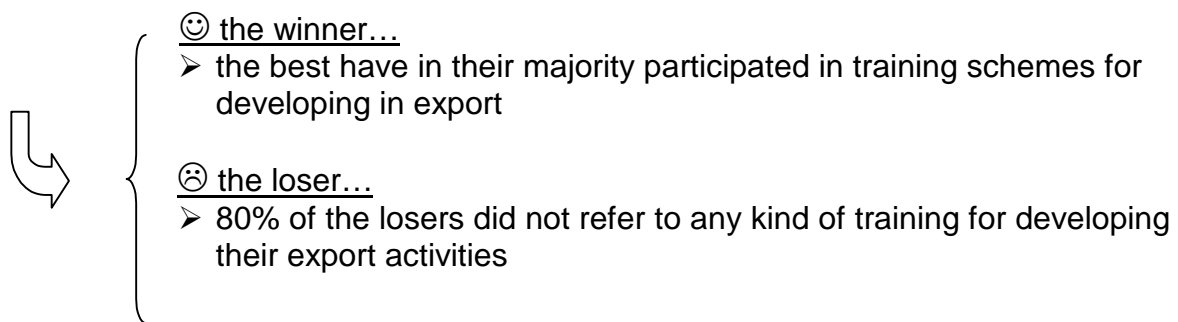 ☺ the winner…
➢ the best have in their majority participated in training schemes for
developing in export
☹ the loser…
➢ 80% of the losers did not refer to any kind of training for developing
their export activities